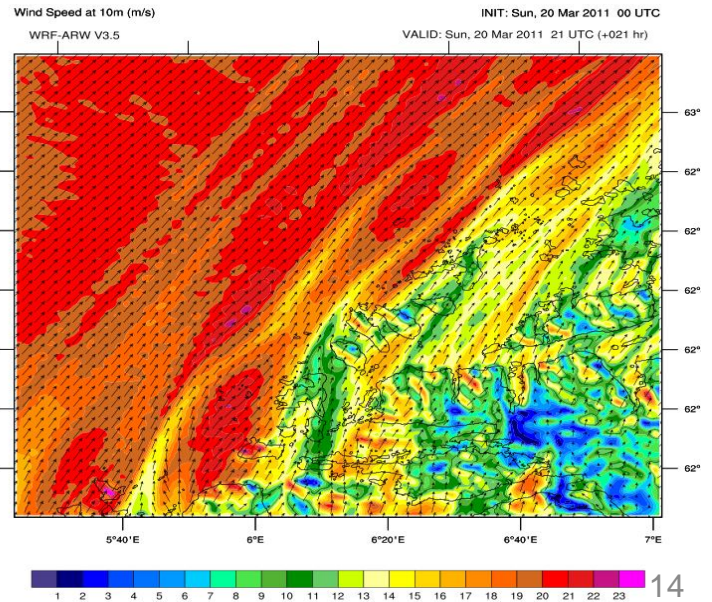 Wind Speed at 10m (m/s) INIT: Sun, 20 Mar 2011 00 UTC
WRF-ARW V3.5 VALID: Sun, 20 Mar 2011 21 UTC (+021 hr)
63°
62°
62°
62°
62°
62°
62°
5°40'E 6°E 6°20'E 6°40'E 7°E
1 2 3 4 5 6 7 8 9 10 11 12 13 14 15 16 17 18 19 20 21 22 23
14